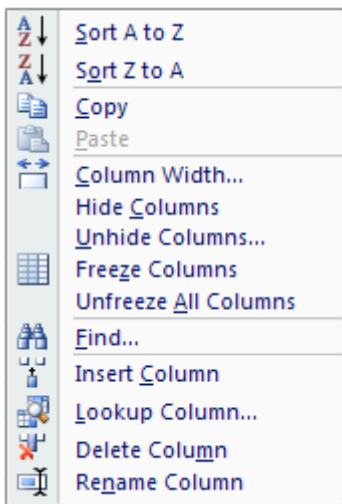 Sort A to Z
Sort Z to A
Copy
Paste
Column Width...
Hide Columns
Unhide Columns...
Freeze Columns
Unfreeze All Columns
Find...
Insert Column
Lookup Column...
Delete Column
Rename Column